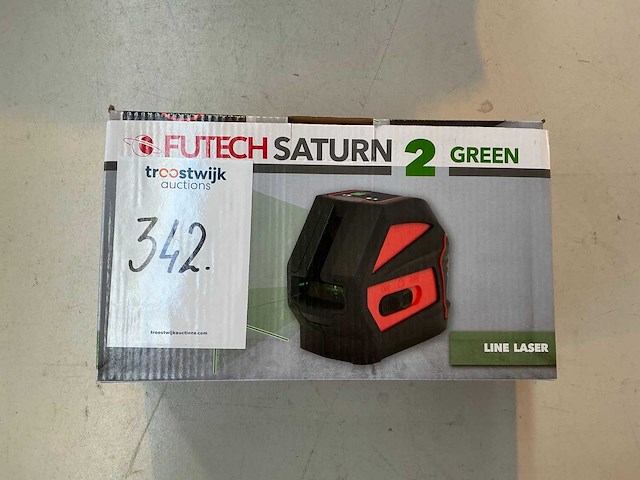 FUTECH SATURN 2 GREEN
troostwijk
auctions
342.
troostwijkauctions.com
LINE LASER